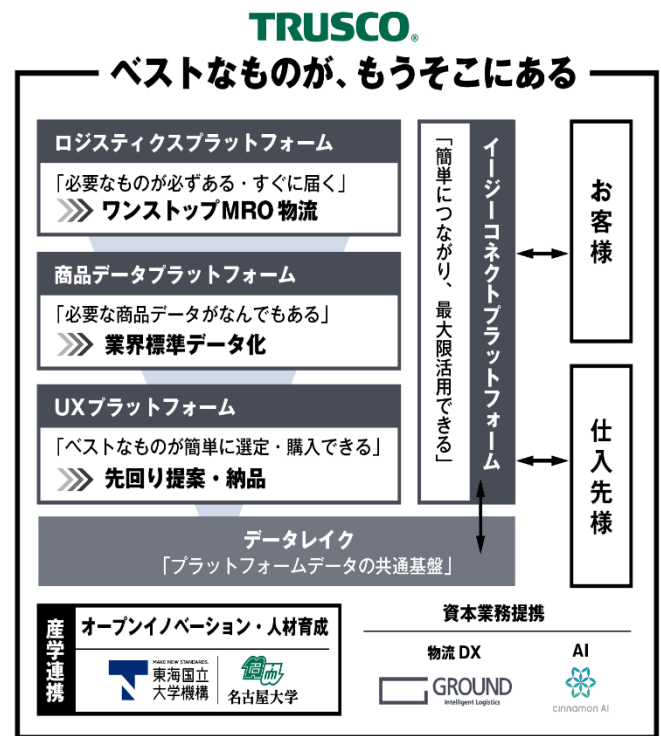 TRUSCO®
ベストなものが、もうそこにある
ロジスティクスプラットフォーム
「必要なものが必ずある・すぐに届く」
ワンストップMRO物流
商品データプラットフォーム
「必要な商品データがなんでもある」
業界標準データ化
UXプラットフォーム
「ベストなものが簡単に選定・購入できる」
先回り提案・納品
「簡単につながり、最大限活用できる」
イージーコネクトプラットフォーム
お客様
仕入先様
データレイク
「プラットフォームデータの共通基盤」
産学連携
オープンイノベーション・人材育成
MAKE NEW STANDARDS.
東海国立
大学機構
名古屋大学
資本業務提携
物流DX
GROUND
Intelligent Logistics
AI
cinnamon AI